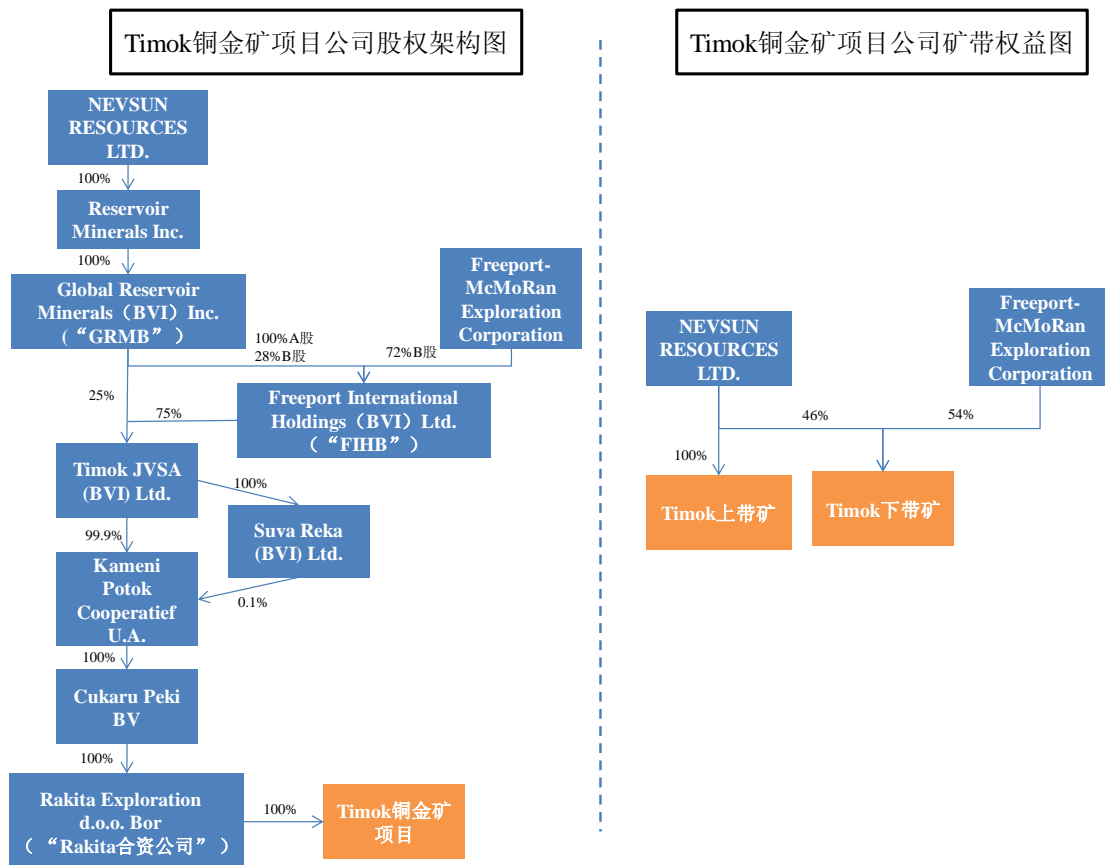 Timok铜金矿项目公司股权架构图
NEVSUN
RESOURCES
LTD.
100%
Reservoir
Minerals Inc.
100%
Global Reservoir
Minerals（BVI）Inc.
(“GRMB” ）
Freeport-
McMoRan
Exploration
Corporation
100%A股
28%B股
72%B股
25%
75%
Freeport International
Holdings（BVI）Ltd.
（ “FIHB” ）
Timok JVSA
(BVI) Ltd.
100%
99.9%
Suva Reka
(BVI) Ltd.
Kameni
Potok
Cooperatief
U.A.
0.1%
100%
Cukaru Peki
BV
100%
Rakita Exploration
d.o.o. Bor
（ “Rakita合资公司” ）
100%
Timok铜金矿
项目
Timok铜金矿项目公司矿带权益图
NEVSUN
RESOURCES
LTD.
Freeport-
McMoRan
Exploration
Corporation
46%
54%
100%
Timok上带矿
Timok下带矿